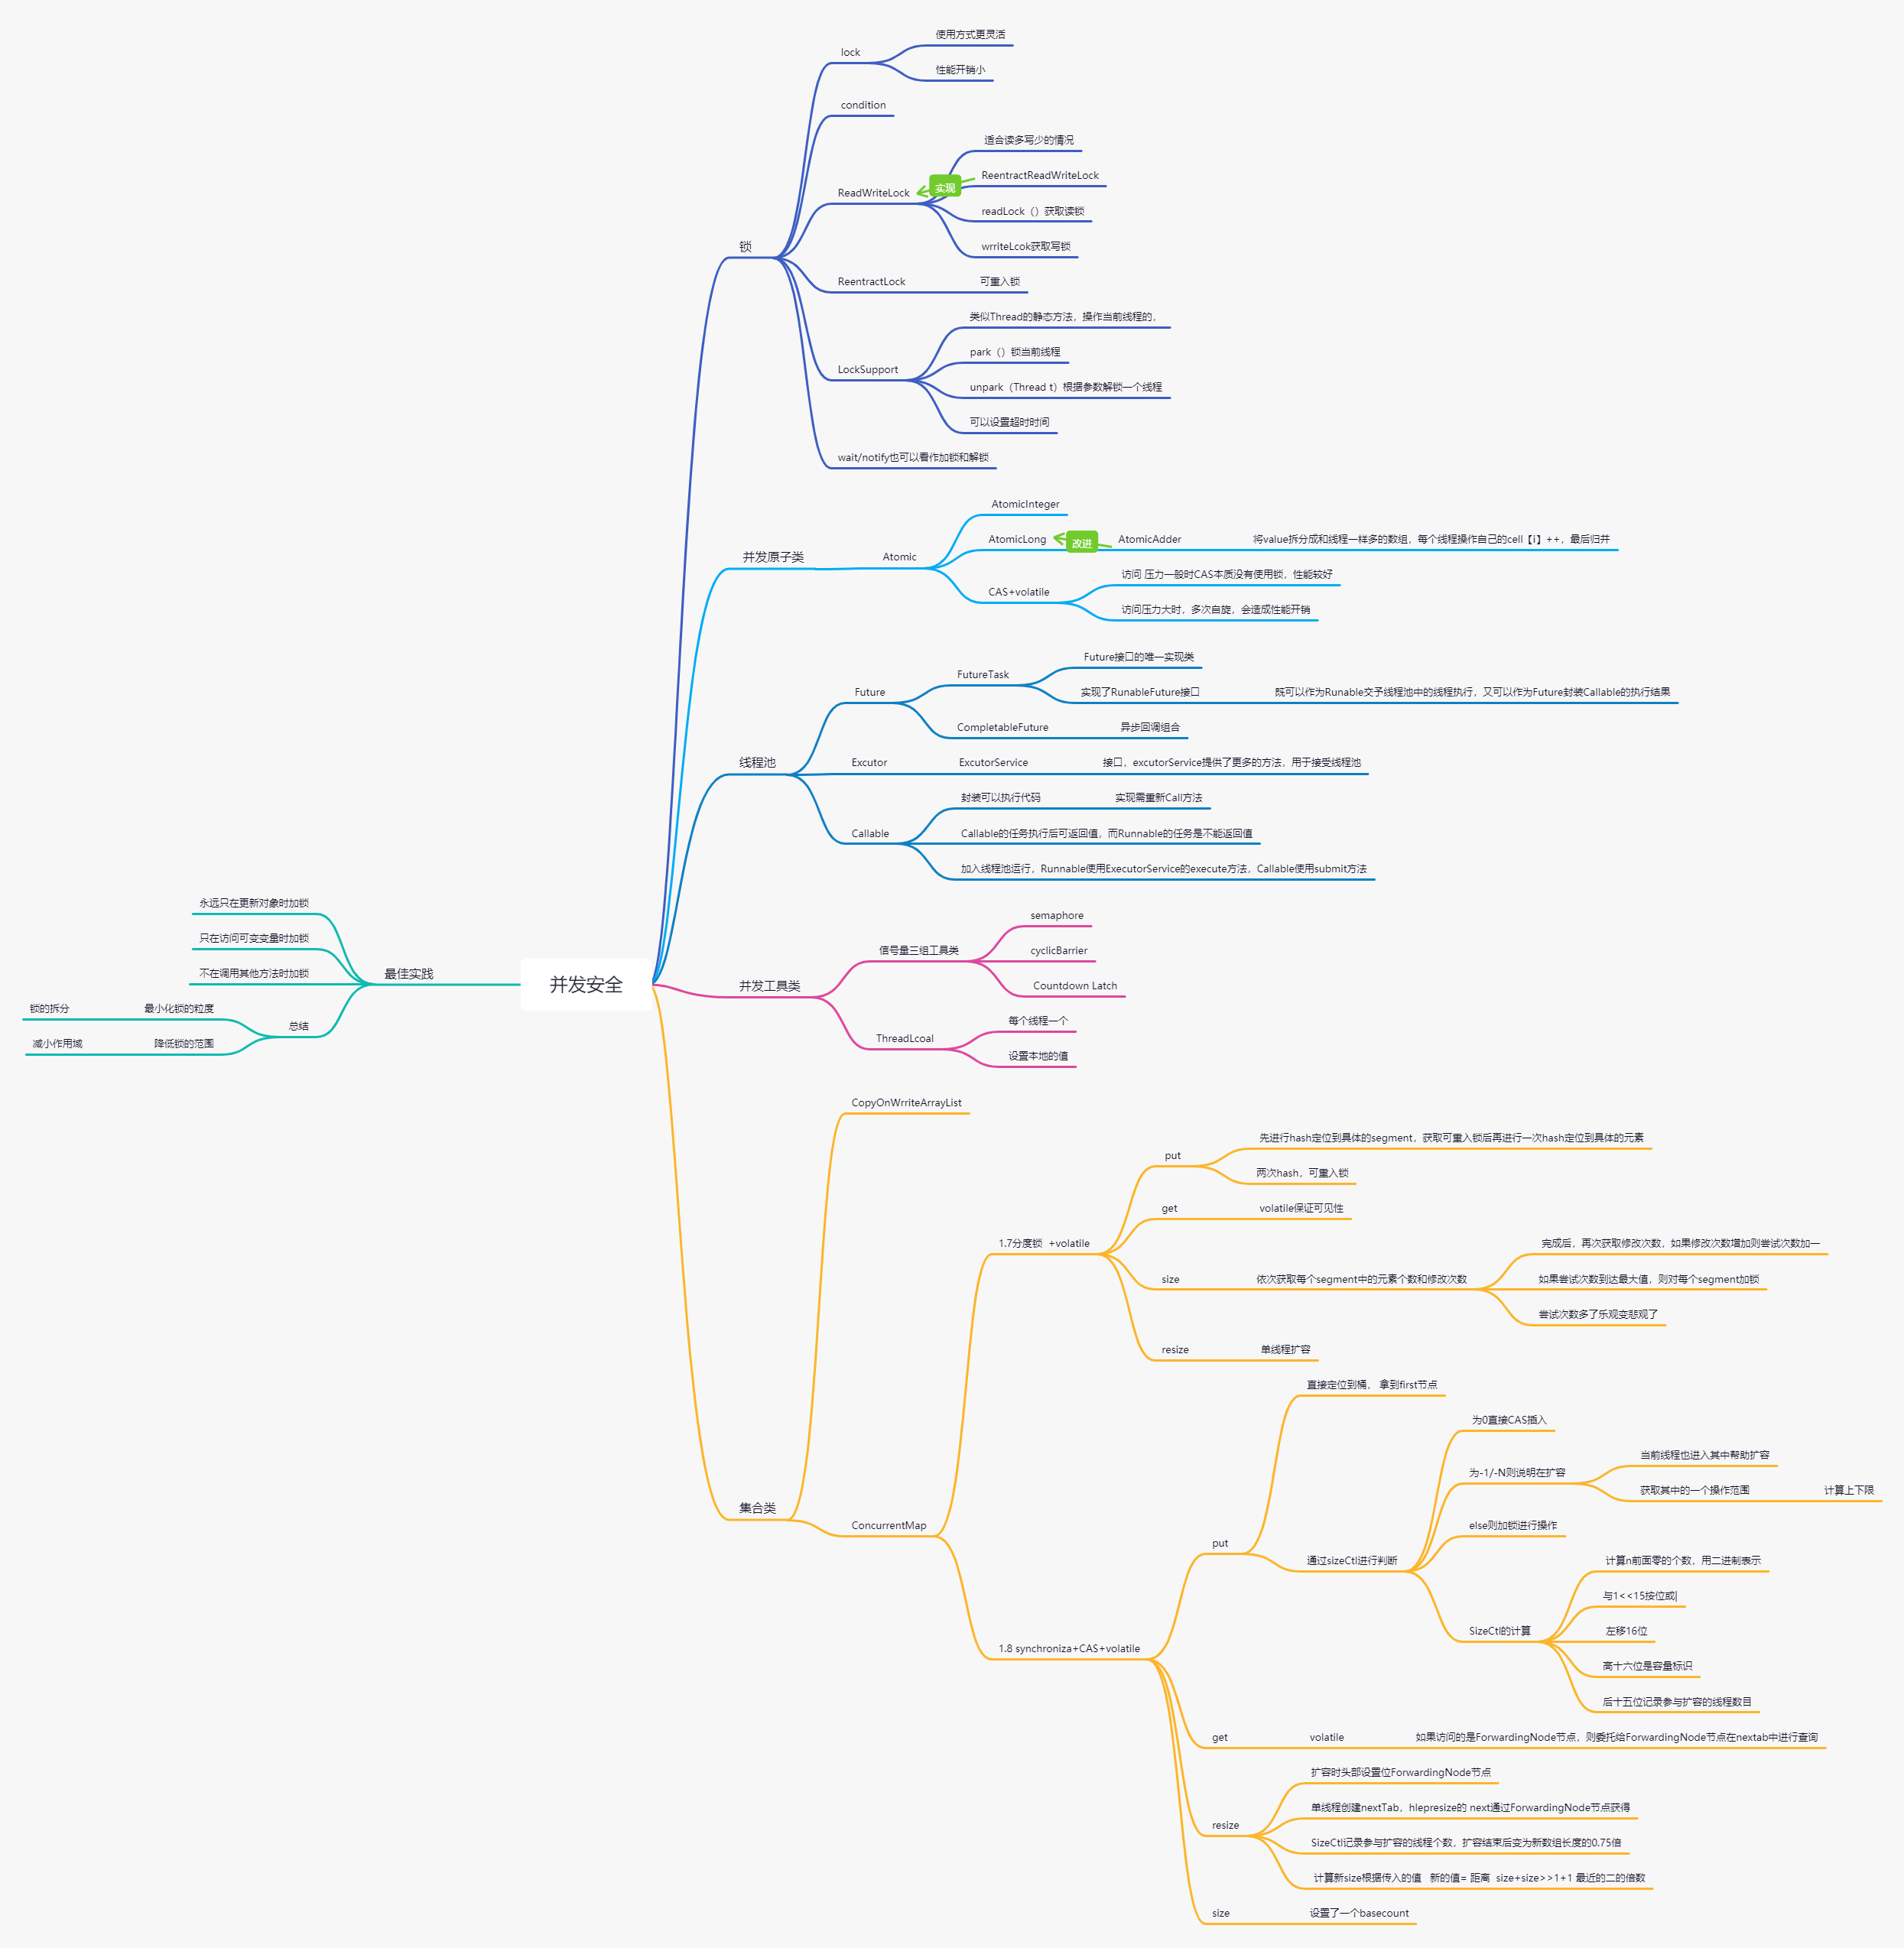 并发安全
锁
lock
使用方式更灵活
性能开销小
condition
ReadWriteLock
实现
适合读多写少的情况
ReentractReadWriteLock
readLock（）获取读锁
wrriteLcok获取写锁
ReentractLock
可重入锁
LockSupport
类似Thread的静态方法，操作当前线程的，
park（）锁当前线程
unpark（Thread t）根据参数解锁一个线程
可以设置超时时间
wait/notify也可以看作加锁和解锁
并发原子类
Atomic
AtomicInteger
AtomicLong
改进
AtomicAdder
将value拆分成和线程一样多的数组，每个线程操作自己的cell【i】++，最后归并
CAS+volatile
访问 压力一般时CAS本质没有使用锁，性能较好
访问压力大时，多次自旋，会造成性能开销
线程池
Future
FutureTask
Future接口的唯一实现类
实现了RunableFuture接口
既可以作为Runable交予线程池中的线程执行，又可以作为Future封装Callable的执行结果
CompletableFuture
异步回调组合
Excutor
ExcutorService
接口，excutorService提供了更多的方法，用于接受线程池
Callable
封装可以执行代码
实现需重新Call方法
Callable的任务执行后可返回值，而Runnable的任务是不能返回值
加入线程池运行，Runnable使用ExecutorService的execute方法，Callable使用submit方法
并发工具类
信号量三组工具类
semaphore
cyclicBarrier
Countdown Latch
ThreadLcoal
每个线程一个
设置本地的值
集合类
CopyOnWrriteArrayList
ConcurrentMap
1.7分度锁 +volatile
put
先进行hash定位到具体的segment，获取可重入锁后再进行一次hash定位到具体的元素
两次hash，可重入锁
get
volatile保证可见性
size
依次获取每个segment中的元素个数和修改次数
完成后，再次获取修改次数，如果修改次数增加则尝试次数加一
如果尝试次数到达最大值，则对每个segment加锁
尝试次数多了乐观变悲观了
resize
单线程扩容
1.8 synchroniza+CAS+volatile
put
直接定位到桶， 拿到first节点
通过sizeCtl进行判断
为0直接CAS插入
为-1/-N则说明在扩容
当前线程也进入其中帮助扩容
获取其中的一个操作范围
计算上下限
else则加锁进行操作
SizeCtl的计算
计算n前面零的个数，用二进制表示
与1<<15按位或|
左移16位
高十六位是容量标识
后十五位记录参与扩容的线程数目
get
volatile
如果访问的是ForwardingNode节点，则委托给ForwardingNode节点在nextab中进行查询
resize
扩容时头部设置位ForwardingNode节点
单线程创建nextTab，hlepresize的 next通过ForwardingNode节点获得
SizeCtl记录参与扩容的线程个数，扩容结束后变为新数组长度的0.75倍
计算新size根据传入的值 新的值= 距离 size+size>>1+1 最近的二的倍数
size
设置了一个basecount
最佳实践
永远只在更新对象时加锁
只在访问可变变量时加锁
不在调用其他方法时加锁
总结
最小化锁的粒度
锁的拆分
降低锁的范围
减小作用域